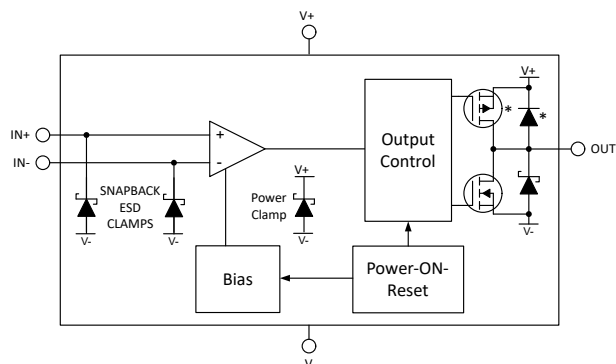 V+
V+
IN+
+
*
*
Output
Control
OUT
IN-
-
SNAPBACK
ESD
CLAMPS
V+
Power
Clamp
V-
V-
V-
V-
Bias
Power-ON-
Reset
V-